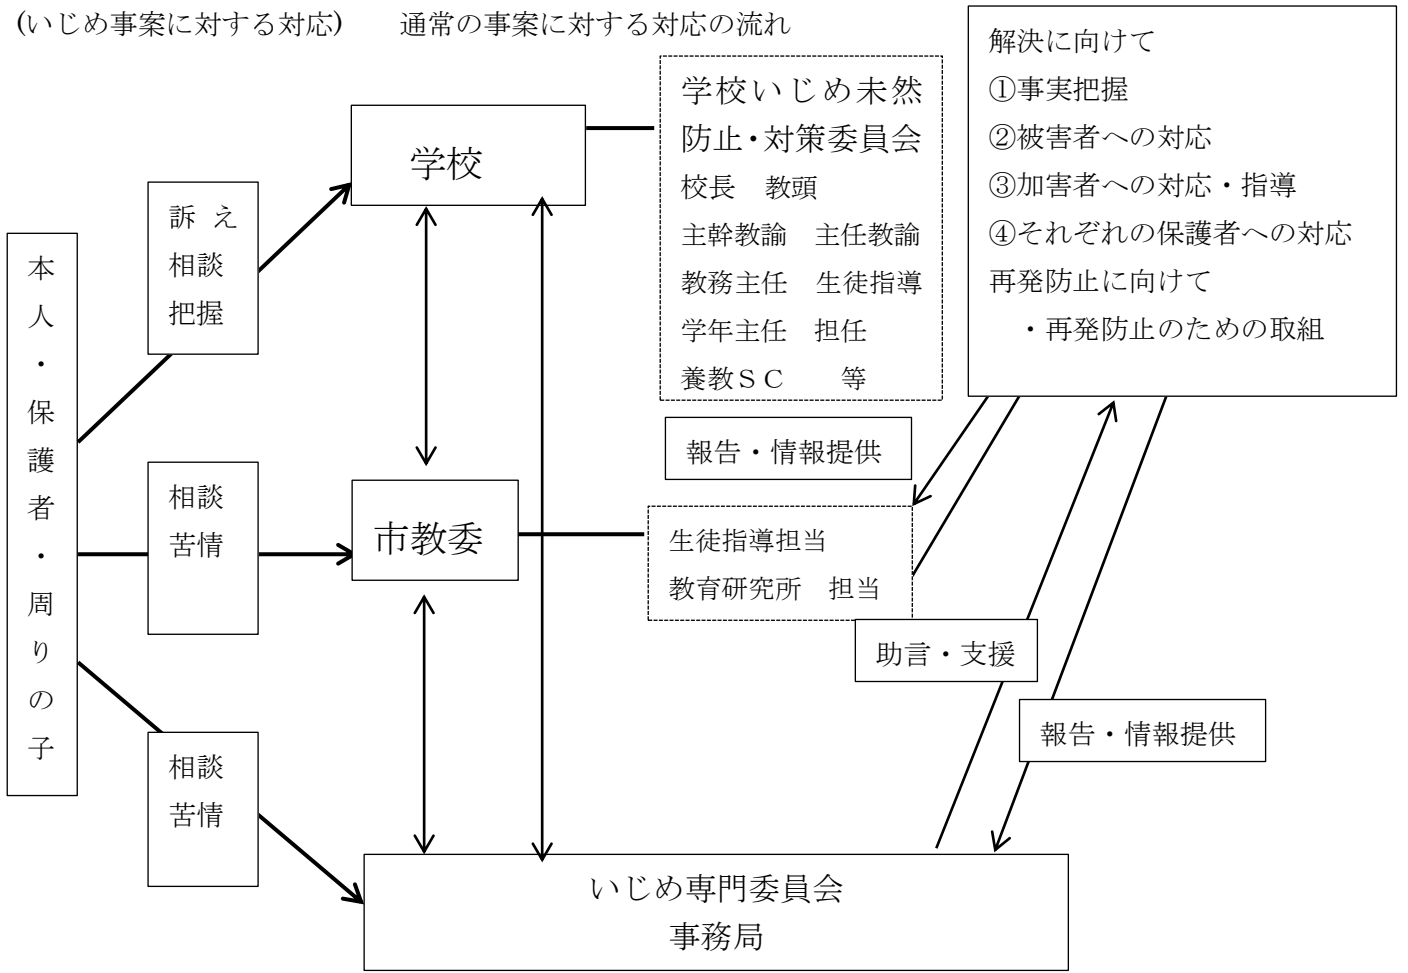 (いじめ事案に対する対応)　　通常の事案に対する対応の流れ
本人・保護者・周りの子
訴 え
相談
把握
相談
苦情
相談
苦情
学校
市教委
いじめ専門委員会
事務局
学校いじめ未然
防止・対策委員会
校長　教頭
主幹教諭　主任教諭
教務主任　生徒指導
学年主任　担任
養教ＳＣ　　等
報告・情報提供
生徒指導担当
教育研究所　担当
助言・支援
報告・情報提供
解決に向けて
①事実把握
②被害者への対応
③加害者への対応・指導
④それぞれの保護者への対応
再発防止に向けて
・再発防止のための取組